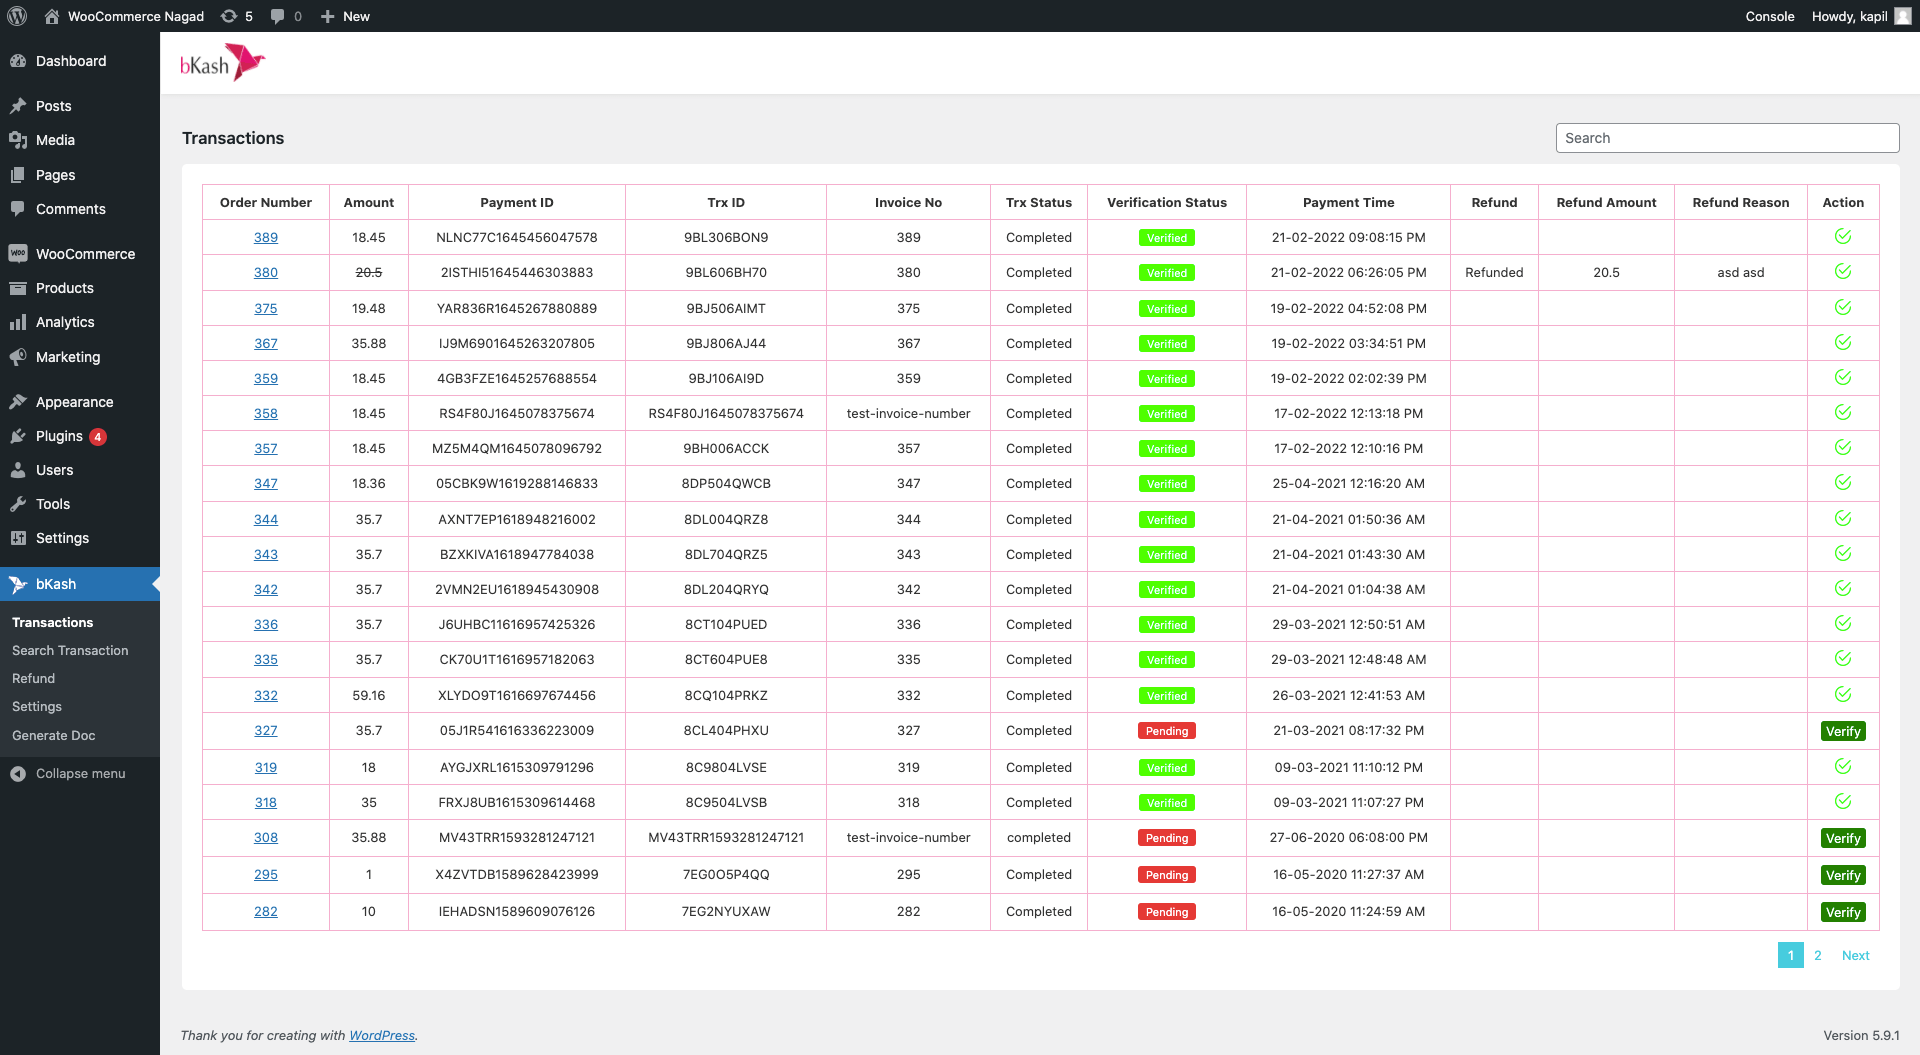 WooCommerce Nagad 5 0 New Console Howdy, kapil
Dashboard
Posts
Media
Pages
Comments
WooCommerce
Products
Analytics
Marketing
Appearance
Plugins 4
Users
Tools
Settings
bKash
Transactions
Search Transaction
Refund
Settings
Generate Doc
Collapse menu
bKash
Transactions
Search
Order Number Amount Payment ID Trx ID Invoice No Trx Status Verification Status Payment Time Refund Refund Amount Refund Reason Action
389 18.45 NLNC77C1645456047578 9BL306BON9 389 Completed Verified 21-02-2022 09:08:15 PM
380 20.5 2ISTHI51645446303883 9BL606BH70 380 Completed Verified 21-02-2022 06:26:05 PM Refunded 20.5 asd asd
375 19.48 YAR836R1645267880889 9BJ506AIMT 375 Completed Verified 19-02-2022 04:52:08 PM
367 35.88 IJ9M6901645263207805 9BJ806AJ44 367 Completed Verified 19-02-2022 03:34:51 PM
359 18.45 4GB3FZE1645257688554 9BJ106AI9D 359 Completed Verified 19-02-2022 02:02:39 PM
358 18.45 RS4F80J1645078375674 RS4F80J1645078375674 test-invoice-number Completed Verified 17-02-2022 12:13:18 PM
357 18.45 MZ5M4QM1645078096792 9BH006ACCK 357 Completed Verified 17-02-2022 12:10:16 PM
347 18.36 05CBK9W1619288146833 8DP504QWCB 347 Completed Verified 25-04-2021 12:16:20 AM
344 35.7 AXNT7EP1618948216002 8DL004QRZ8 344 Completed Verified 21-04-2021 01:50:36 AM
343 35.7 BZXKIVA1618947784038 8DL704QRZ5 343 Completed Verified 21-04-2021 01:43:30 AM
342 35.7 2VMN2EU1618945430908 8DL204QRYQ 342 Completed Verified 21-04-2021 01:04:38 AM
336 35.7 J6UHBC11616957425326 8CT104PUED 336 Completed Verified 29-03-2021 12:50:51 AM
335 35.7 CK70U1T1616957182063 8CT604PUE8 335 Completed Verified 29-03-2021 12:48:48 AM
332 59.16 XLYDO9T1616697674456 8CQ104PRKZ 332 Completed Verified 26-03-2021 12:41:53 AM
327 35.7 05J1R541616336223009 8CL404PHXU 327 Completed Pending 21-03-2021 08:17:32 PM Verify
319 18 AYGJXRL1615309791296 8C9804LVSE 319 Completed Verified 09-03-2021 11:10:12 PM
318 35 FRXJ8UB1615309614468 8C9504LVSB 318 Completed Verified 09-03-2021 11:07:27 PM
308 35.88 MV43TRR1593281247121 MV43TRR1593281247121 test-invoice-number completed Pending 27-06-2020 06:08:00 PM Verify
295 1 X4ZVTDB1589628423999 7EG0O5P4QQ 295 Completed Pending 16-05-2020 11:27:37 AM Verify
282 10 IEHADSN1589609076126 7EG2NYUXAW 282 Completed Pending 16-05-2020 11:24:59 AM Verify
1 2 Next
Thank you for creating with WordPress. Version 5.9.1